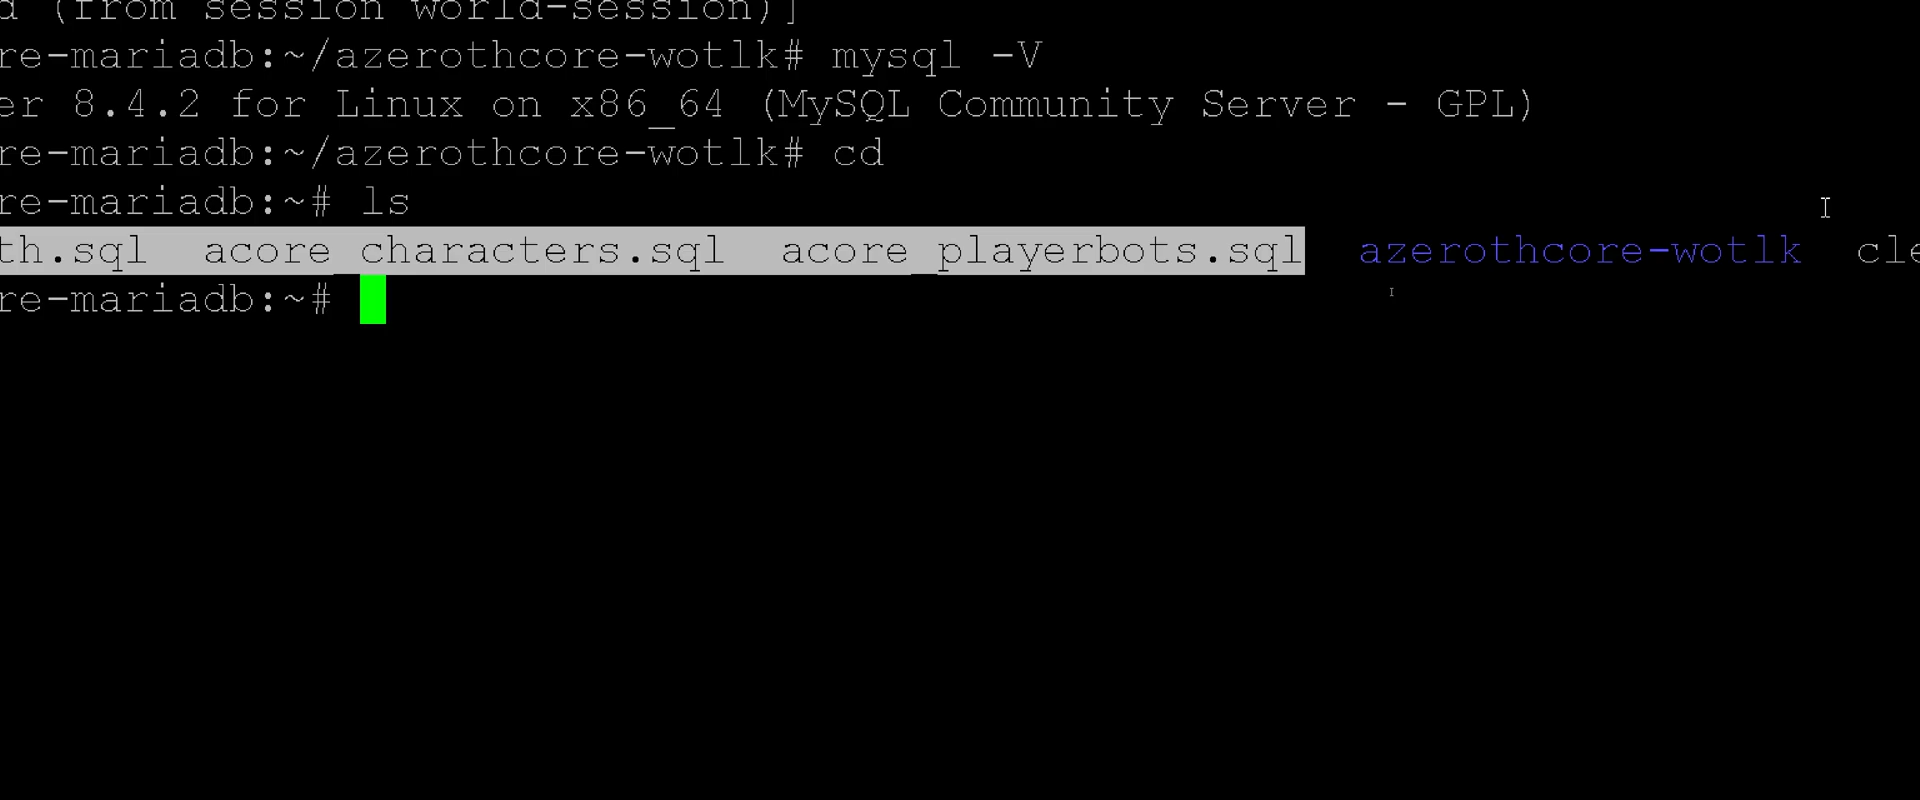 (from session world-session)]
re-mariadb:~/azerothcore-wotlk# mysql -V
er 8.4.2 for Linux on x86_64 (MySQL Community Server - GPL)
re-mariadb:~/azerothcore-wotlk# cd
re-mariadb:~# ls
th.sql  acore_characters.sql  acore_playerbots.sql  azerothcore-wotlk  cle
re-mariadb:~#